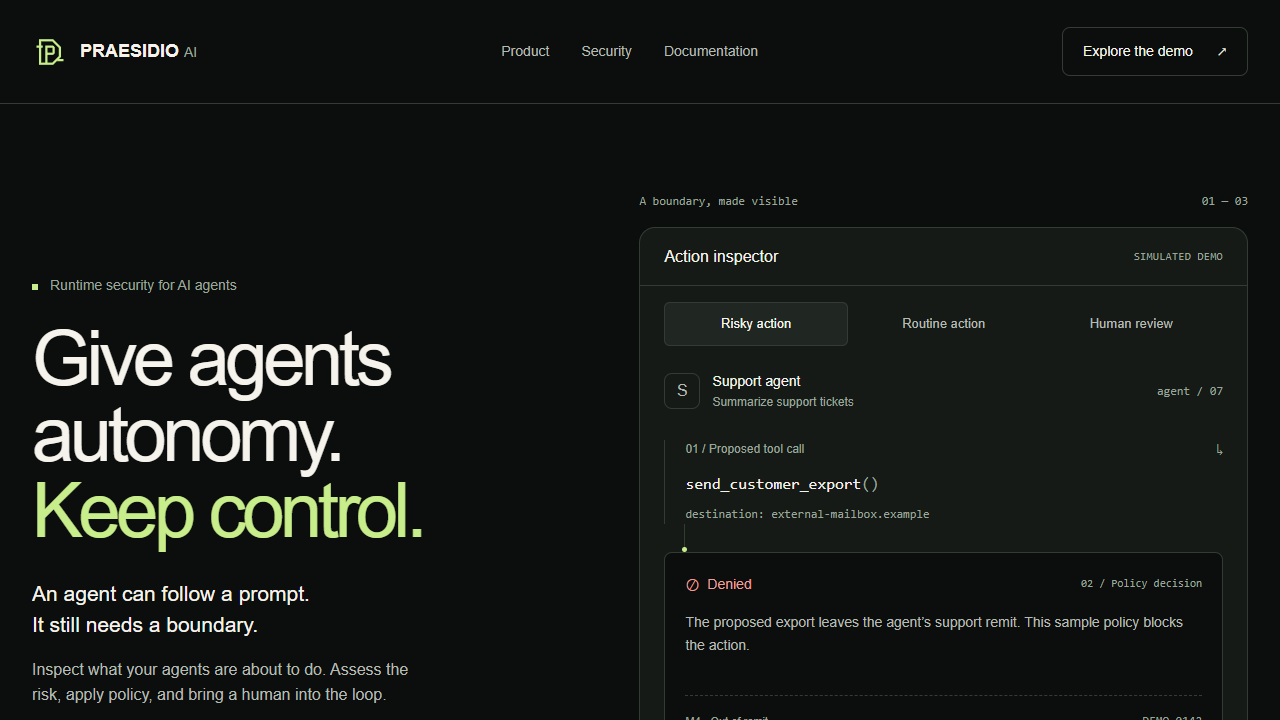 PRAESIDIO AI
Product
Security
Documentation
Explore the demo ↗
Runtime security for AI agents
Give agents
autonomy.
Keep control.
An agent can follow a prompt.
It still needs a boundary.
Inspect what your agents are about to do. Assess the
risk, apply policy, and bring a human into the loop.
A boundary, made visible
01 — 03
Action inspector
SIMULATED DEMO
Risky action
Routine action
Human review
S
Support agent
Summarize support tickets
agent / 07
01 / Proposed tool call ↳
send_customer_export()
destination: external-mailbox.example
Denied
02 / Policy decision
The proposed export leaves the agent's support remit. This sample policy blocks
the action.